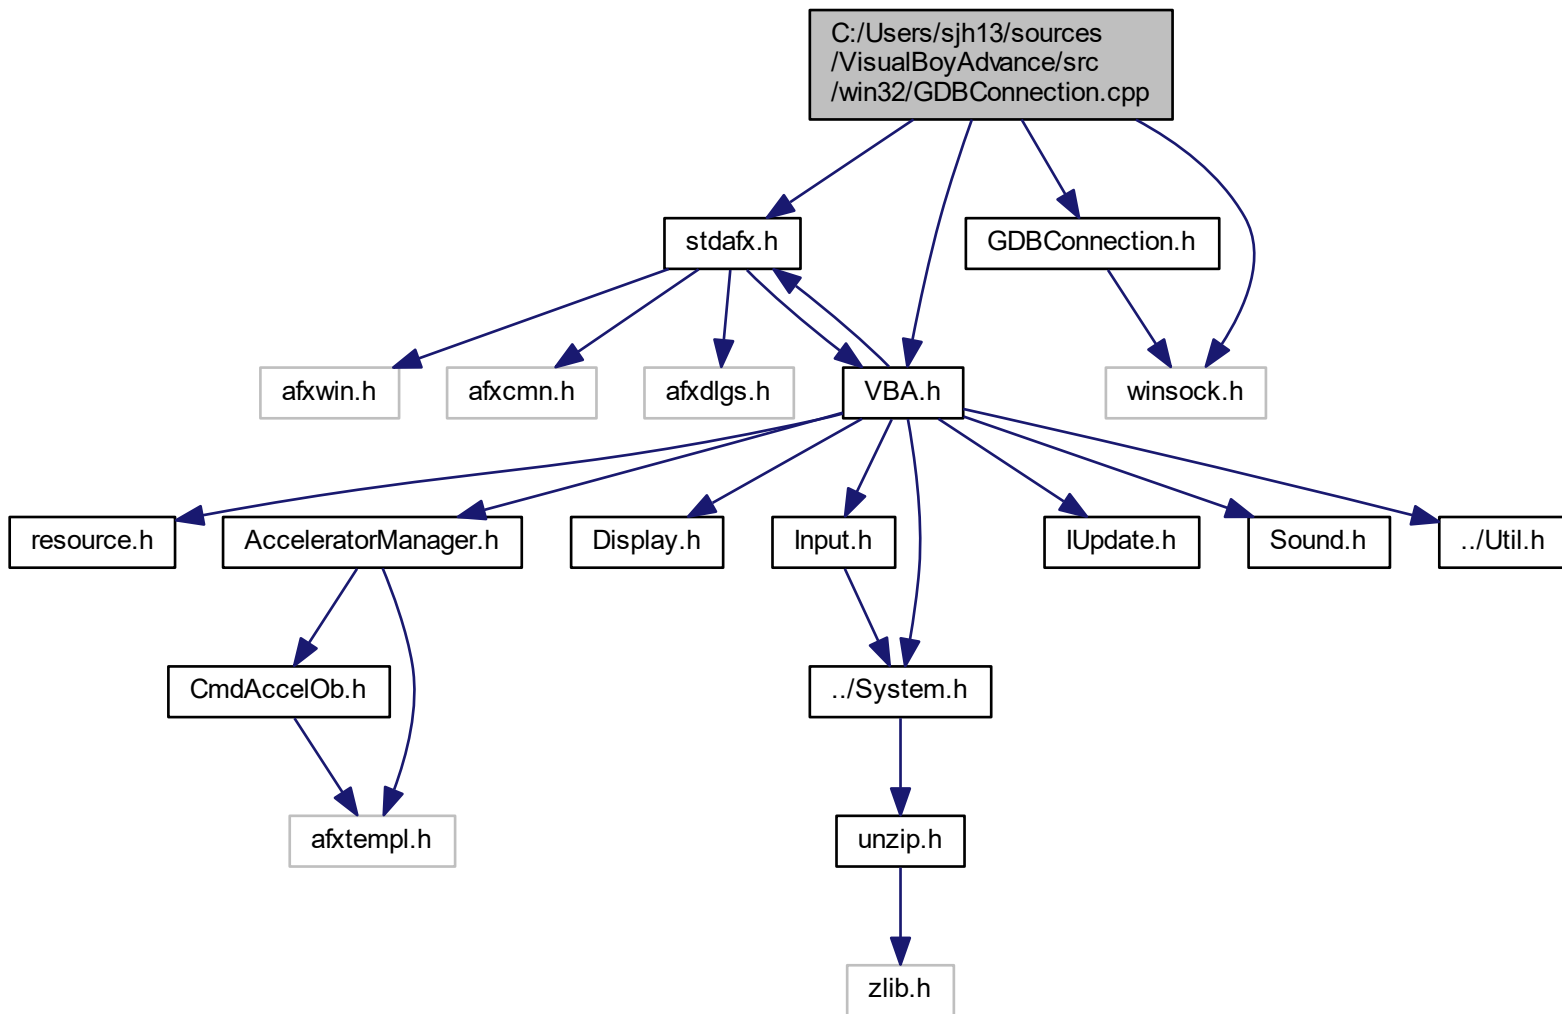 C:/Users/sjh13/sources
/VisualBoyAdvance/src
/win32/GDBConnection.cpp
stdafx.h
GDBConnection.h
afxwin.h
afxcmn.h
afxdlgs.h
VBA.h
winsock.h
resource.h
AcceleratorManager.h
Display.h
Input.h
IUpdate.h
Sound.h
../Util.h
CmdAccelOb.h
../System.h
afxtempl.h
unzip.h
zlib.h